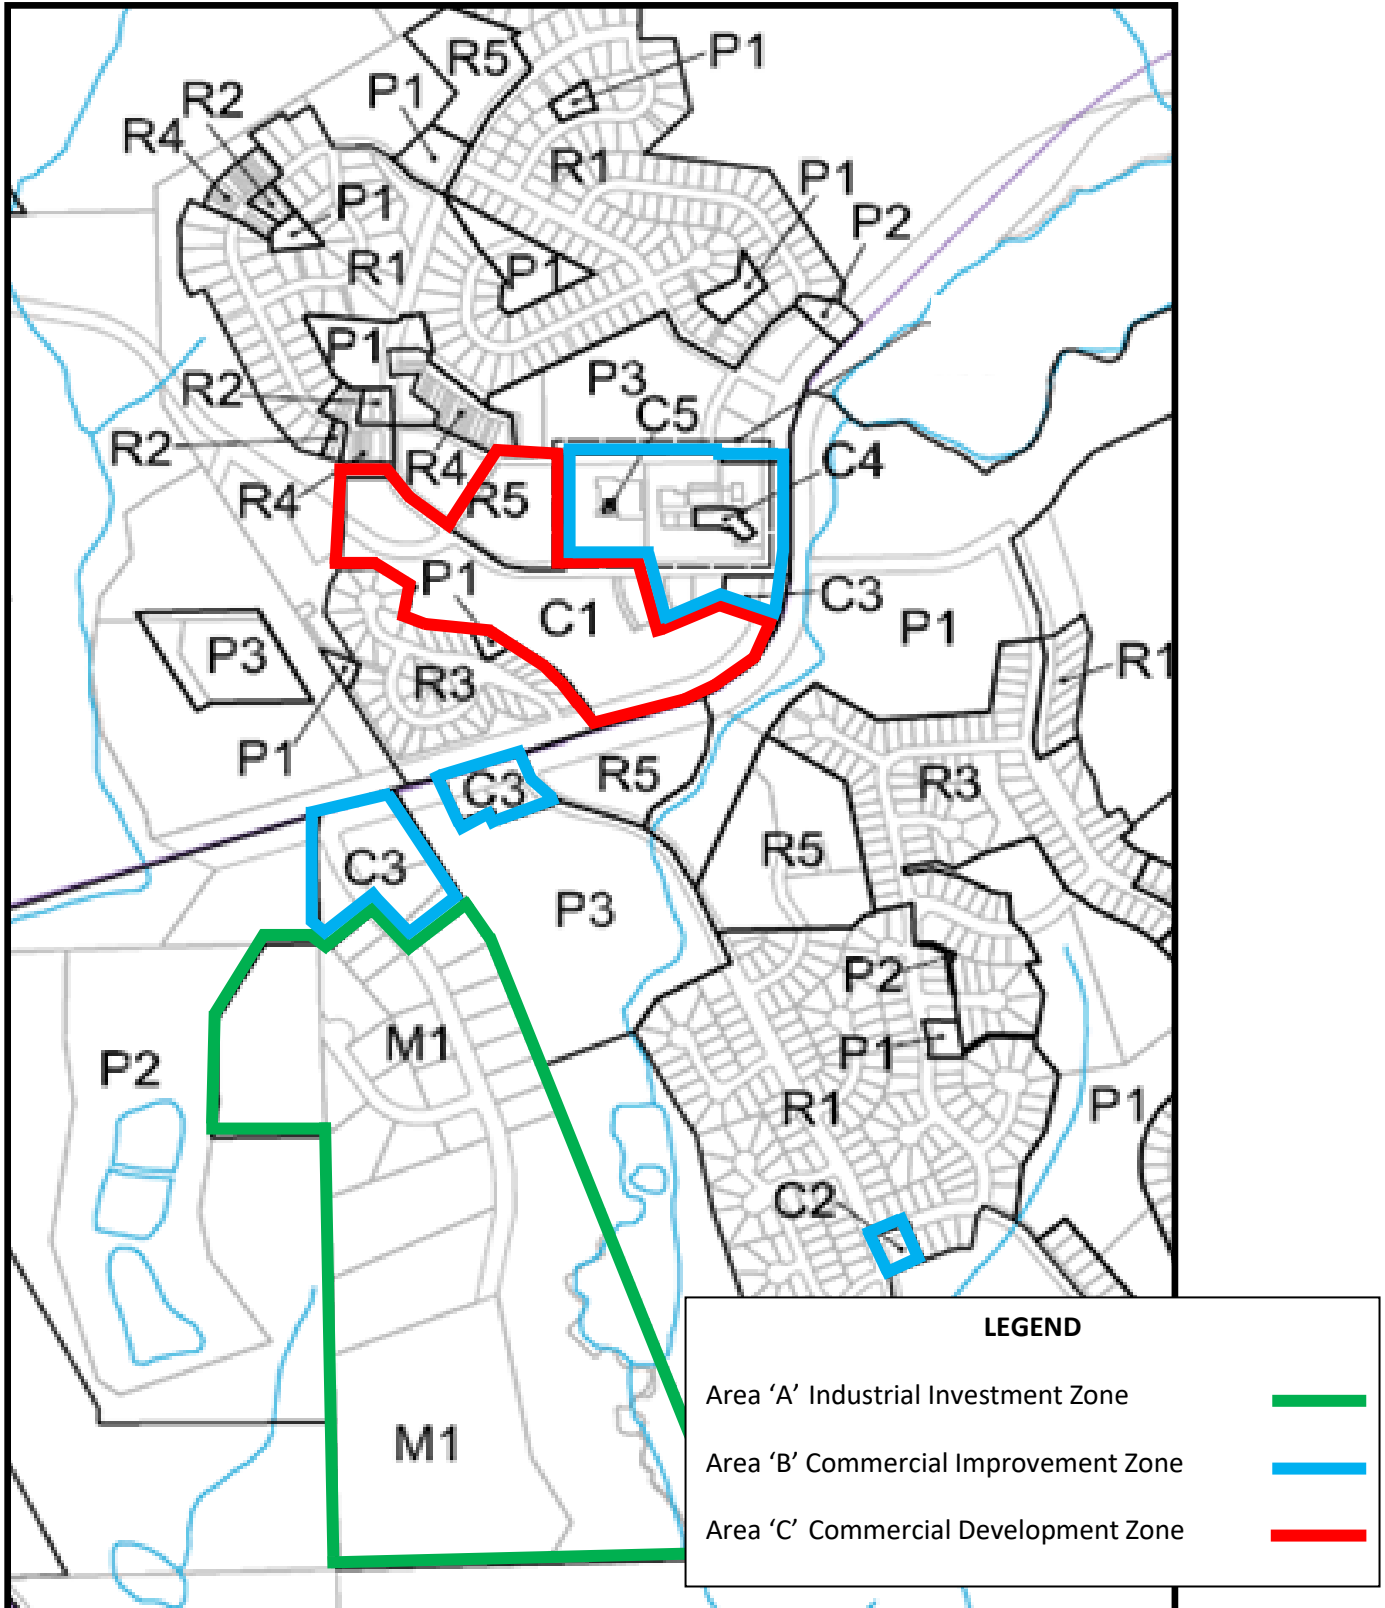 R5
P1
P1
R2
R4
R1
P1
P1
P2
R1
P1
P1
P3
R2
C5
R2
R4
C4
R4
R5
P1
C3
C1
P1
P3
R3
R1
P1
R5
C3
R3
R5
C3
P3
P2
M1
P1
P2
R1
P1
C2
M1
LEGEND
Area ‘A’ Industrial Investment Zone
Area ‘B’ Commercial Improvement Zone
Area ‘C’ Commercial Development Zone